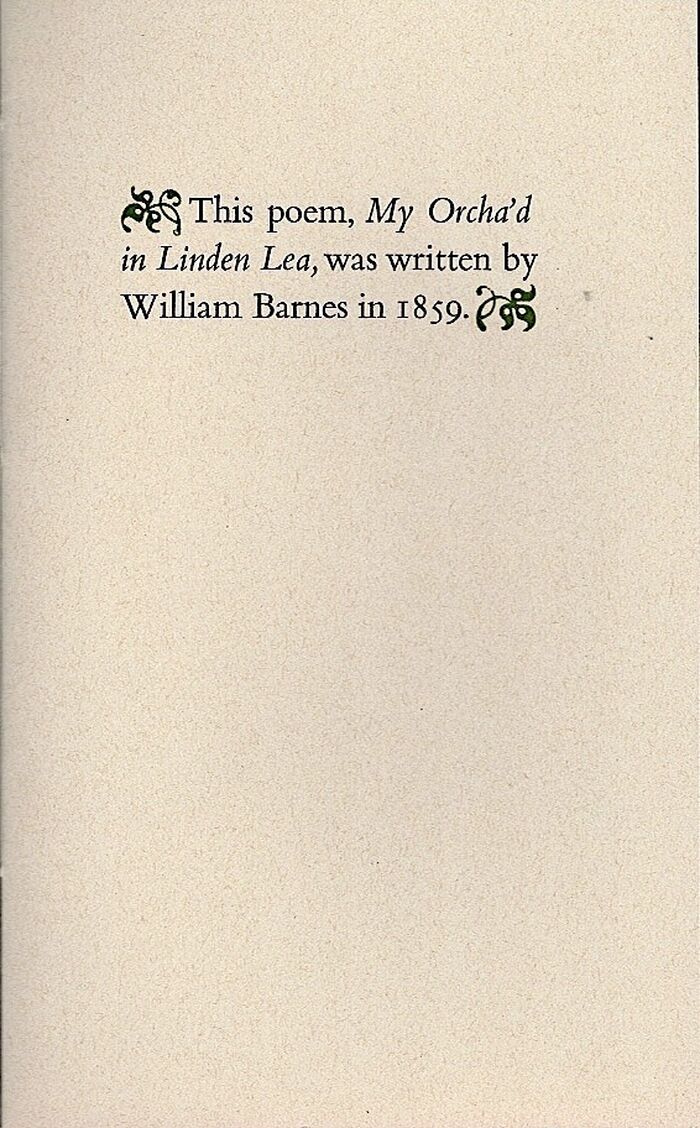 This poem, My Orcha'd
in Linden Lea, was written by
William Barnes in 1859.